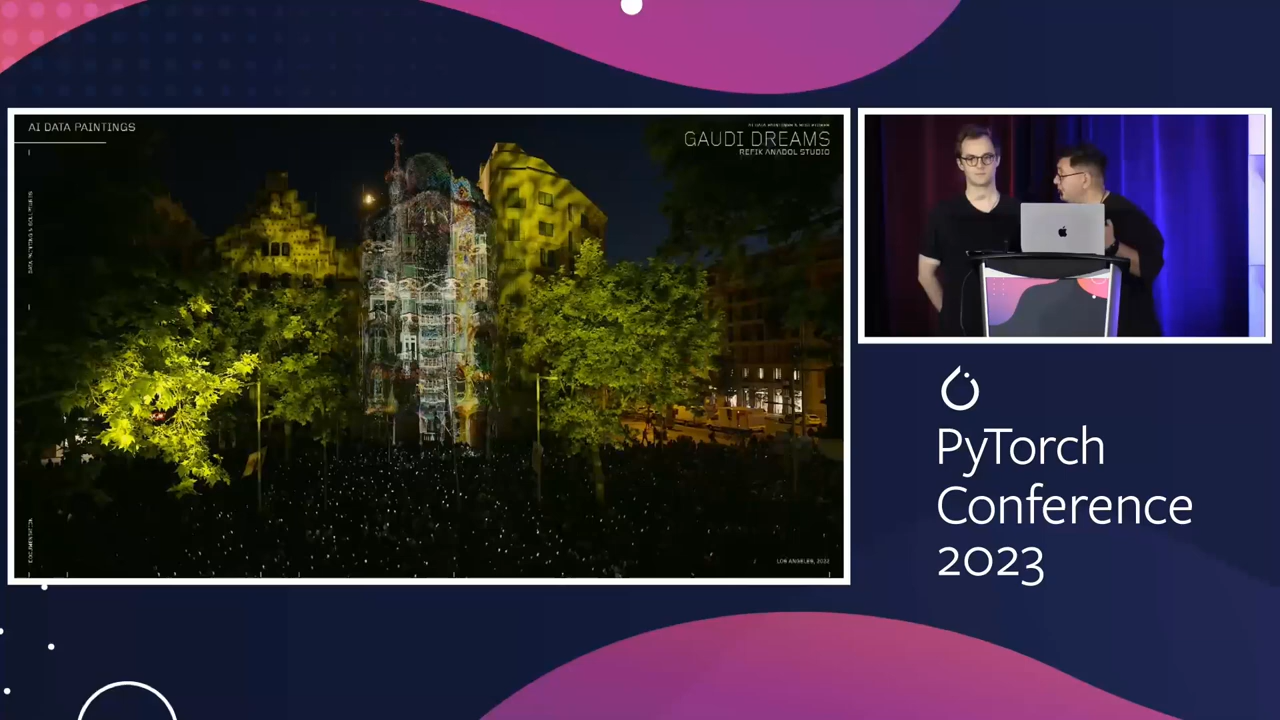 AI DATA PAINTINGS
GAUDI DREAMS
REFIK ANADOL STUDIO
LOS ANGELES, 2022
PyTorch
Conference
2023